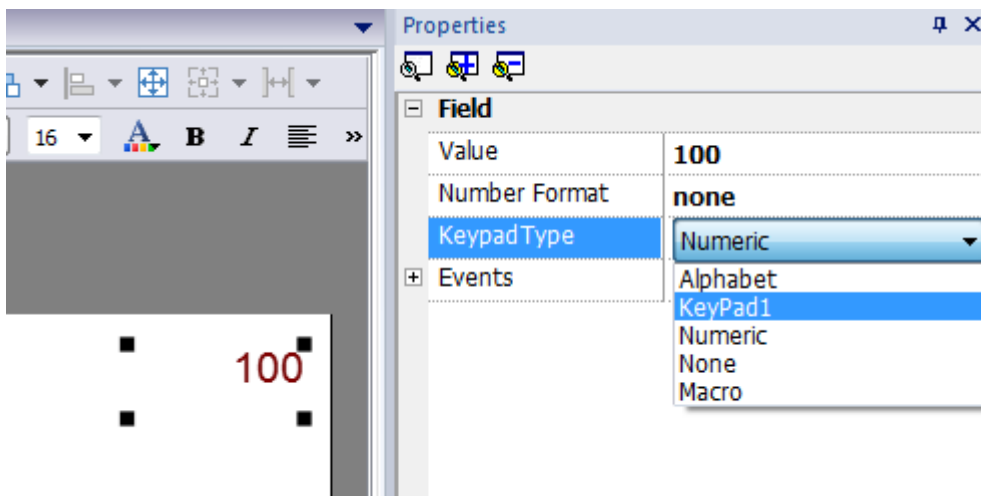 Properties
Field
16 A B I »
Value 100
Number Format none
KeypadType Numeric
Events
Alphabet
KeyPad1
Numeric
None
Macro
100